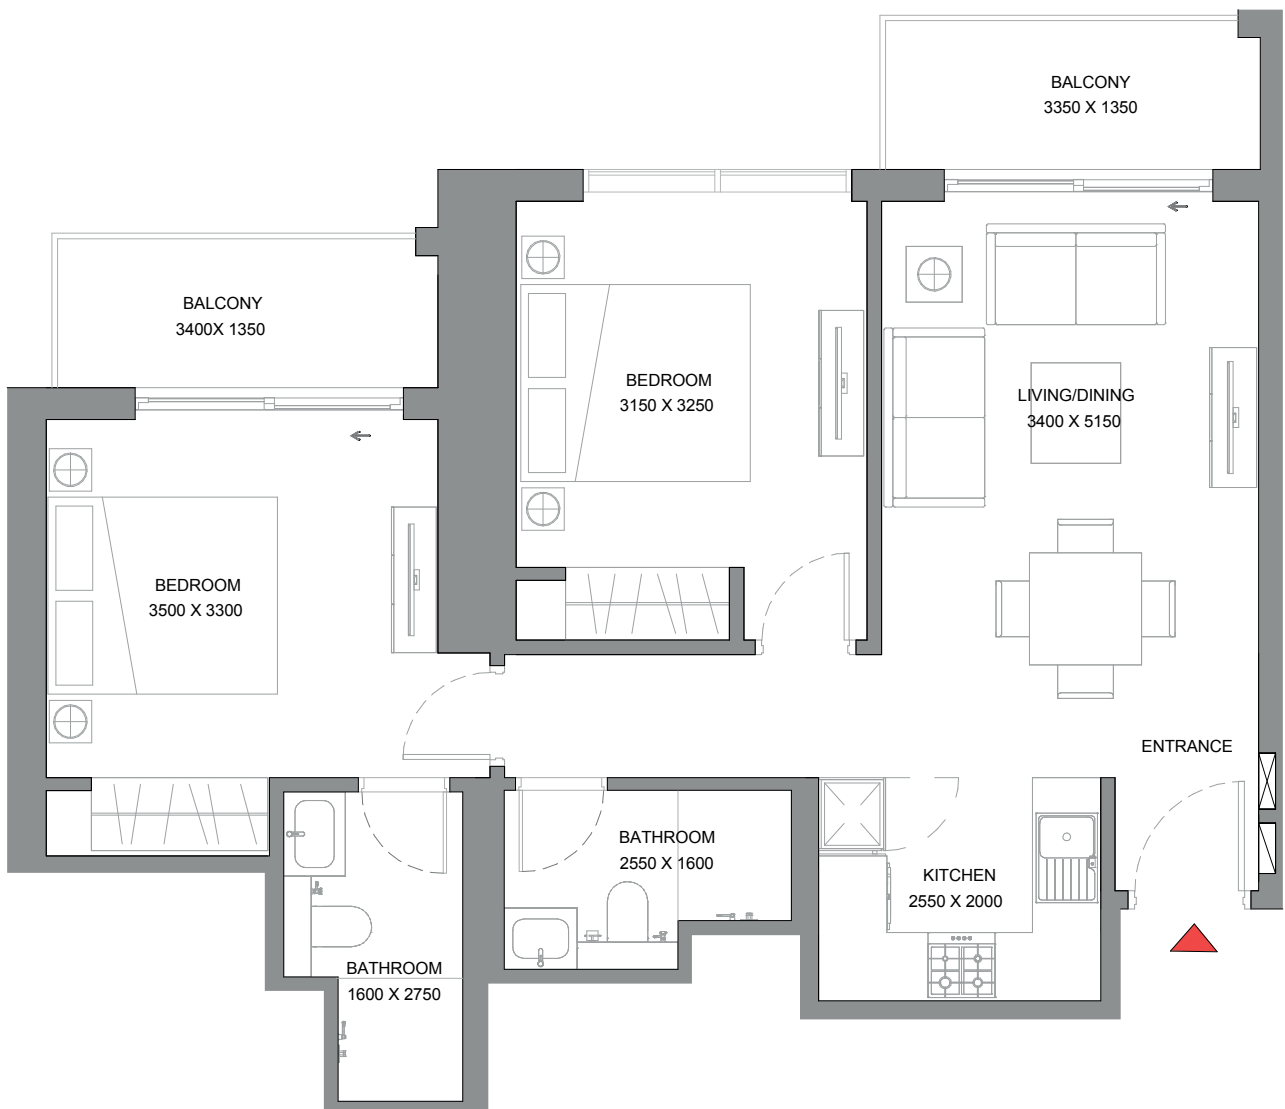 BALCONY
3350 X 1350
BALCONY
3400X 1350
BEDROOM
3150 X 3250
LIVING/DINING
3400 X 5150
BEDROOM
3500 X 3300
ENTRANCE
BATHROOM
2550 X 1600
KITCHEN
2550 X 2000
BATHROOM
1600 X 2750